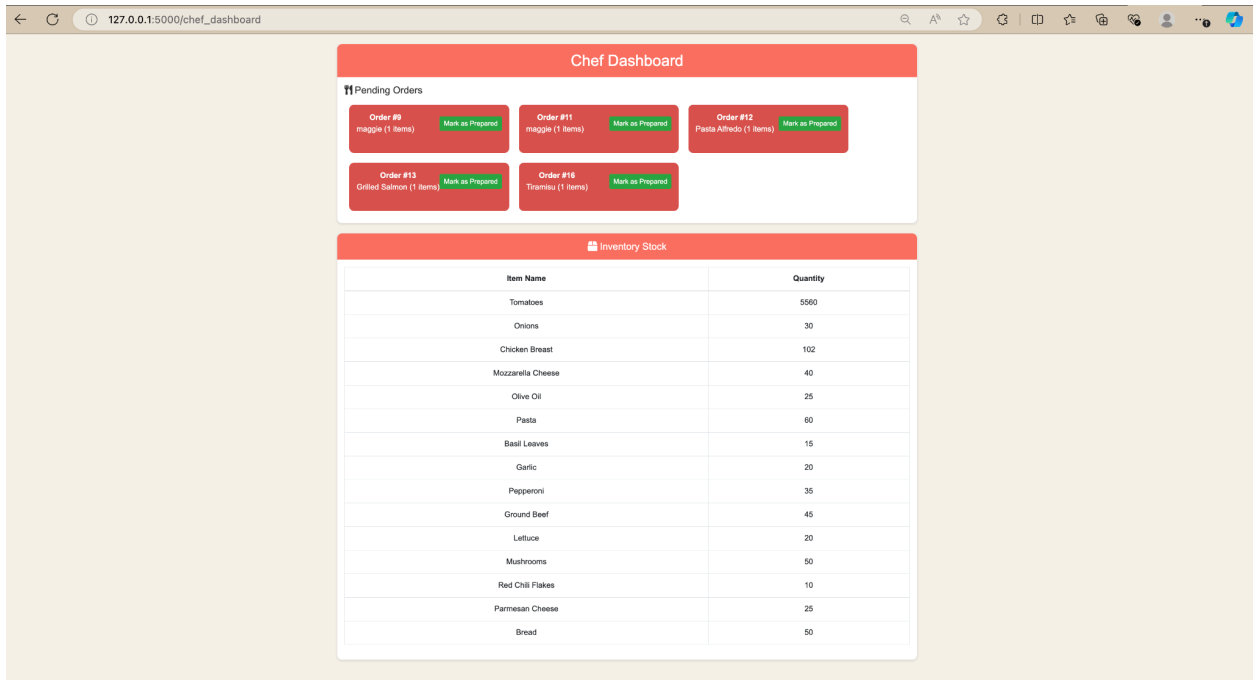 127.0.0.1:5000/chef_dashboard
Chef Dashboard
Pending Orders
Order #9
maggie (1 items)
Mark as Prepared
Order #11
maggie (1 items)
Mark as Prepared
Order #12
Pasta Alfredo (1 items)
Mark as Prepared
Order #13
Grilled Salmon (1 items)
Mark as Prepared
Order #16
Tiramisu (1 items)
Mark as Prepared
Inventory Stock
Item Name Quantity
Tomatoes 5560
Onions 30
Chicken Breast 102
Mozzarella Cheese 40
Olive Oil 25
Pasta 60
Basil Leaves 15
Garlic 20
Pepperoni 35
Ground Beef 45
Lettuce 20
Mushrooms 50
Red Chili Flakes 10
Parmesan Cheese 25
Bread 50